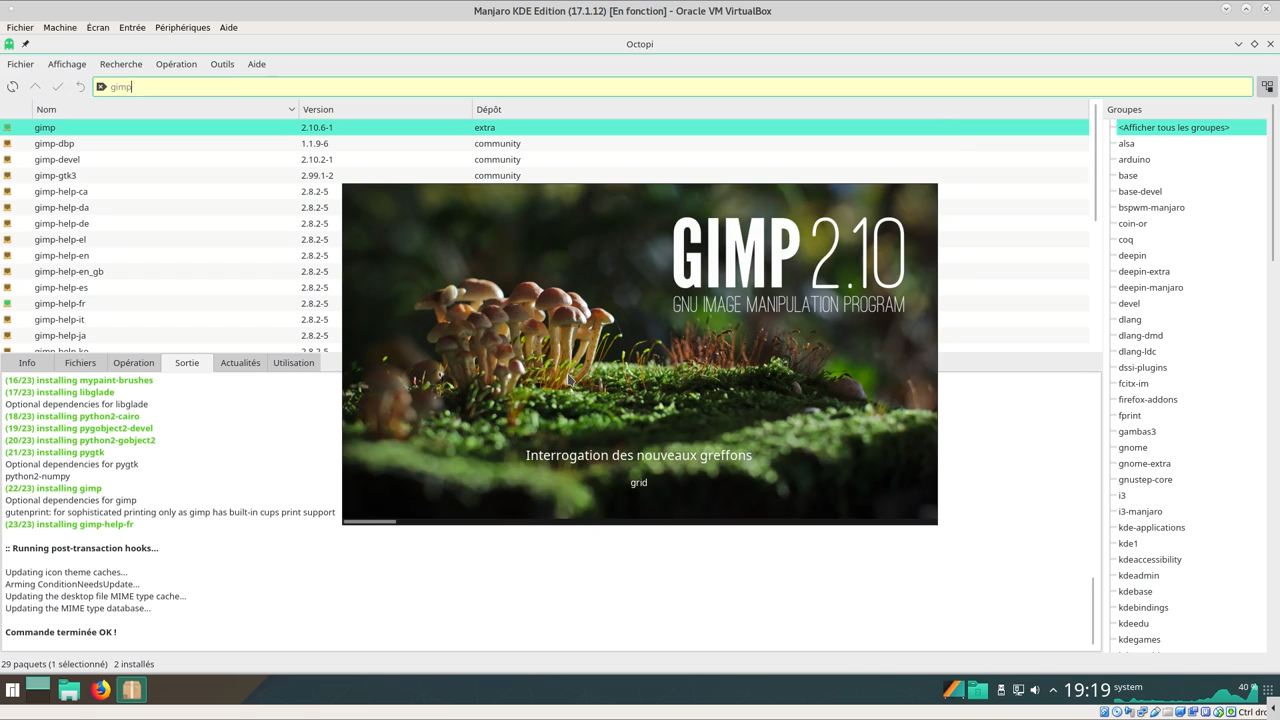 Manjaro KDE Edition (17.1.12) [En fonction] - Oracle VM VirtualBox
Fichier Machine Écran Entrée Périphériques Aide
Octopi
Fichier Affichage Recherche Opération Outils Aide
gimp
Nom Version Dépôt
gimp 2.10.6-1 extra
gimp-dbp 1.1.9-6 community
gimp-devel 2.10.2-1 community
gimp-gtk3 2.99.1-2 community
gimp-help-ca 2.8.2-5
gimp-help-da 2.8.2-5
gimp-help-de 2.8.2-5
gimp-help-el 2.8.2-5
gimp-help-en 2.8.2-5
gimp-help-en_gb 2.8.2-5
gimp-help-es 2.8.2-5
gimp-help-fr 2.8.2-5
gimp-help-it 2.8.2-5
gimp-help-ja 2.8.2-5
GIMP 2.10
GNU IMAGE MANIPULATION PROGRAM
Interrogation des nouveaux greffons
grid
Info Fichiers Opération Sortie Actualités Utilisation
(16/23) installing mypaint-brushes
(17/23) installing libglade
Optional dependencies for libglade
(18/23) installing python2-cairo
(19/23) installing pygobject2-devel
(20/23) installing python2-gobject2
(21/23) installing pygtk
Optional dependencies for pygtk
python2-numpy
(22/23) installing gimp
Optional dependencies for gimp
gutenprint: for sophisticated printing only as gimp has built-in cups print support
(23/23) installing gimp-help-fr
:: Running post-transaction hooks...
Updating icon theme caches...
Arming ConditionNeedsUpdate...
Updating the desktop file MIME type cache...
Updating the MIME type database...
Commande terminée OK !
Groupes
<Afficher tous les groupes>
alsa
arduino
base
base-devel
bspwm-manjaro
coin-or
coq
deepin
deepin-extra
deepin-manjaro
devel
dlang
dlang-dmd
dlang-ldc
dssi-plugins
fcitx-im
firefox-addons
fprint
gambas3
gnome
gnome-extra
gnustep-core
i3
i3-manjaro
kde-applications
kde1
kdeaccessibility
kdeadmin
kdebase
kdebindings
kdeedu
kdegames
29 paquets (1 sélectionné) 2 installés
19:19 system 40 %
Ctrl dro